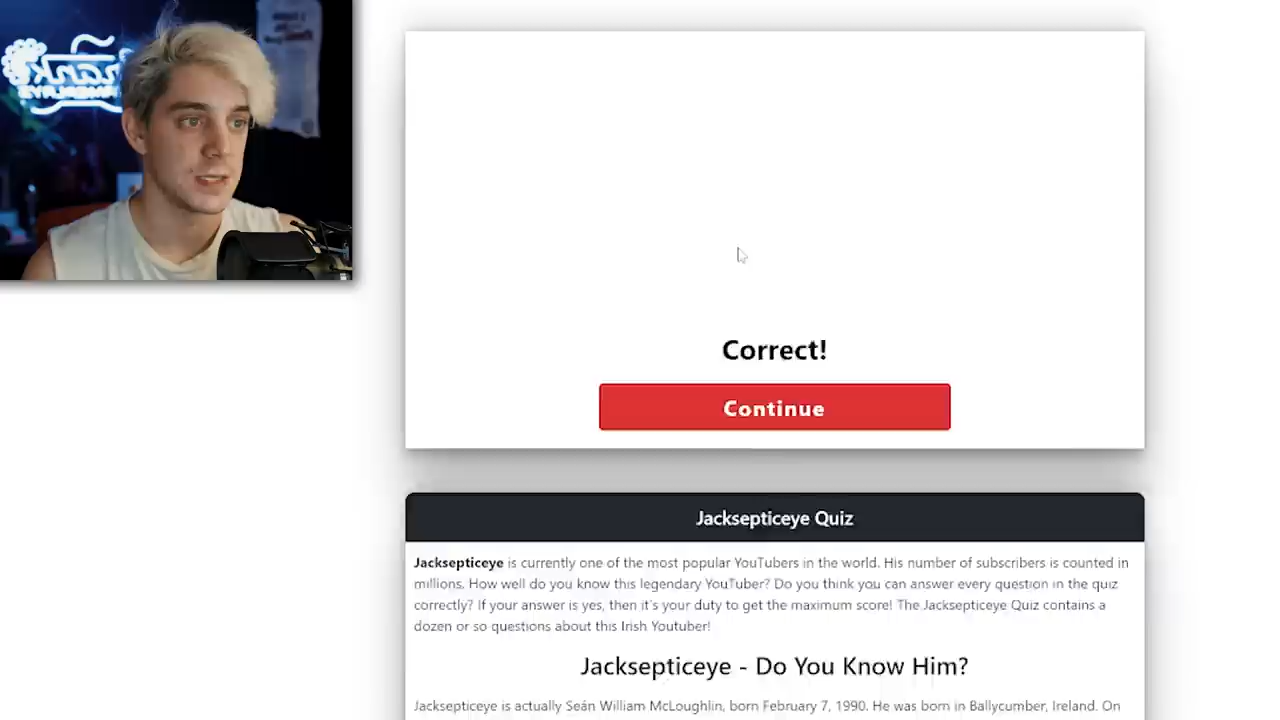 Correct!
Continue
Jacksepticeye Quiz
Jacksepticeye is currently one of the most popular YouTubers in the world. His number of subscribers is counted in
millions. How well do you know this legendary YouTuber? Do you think you can answer every question in the quiz
correctly? If your answer is yes, then it's your duty to get the maximum score! The Jacksepticeye Quiz contains a
dozen or so questions about this Irish Youtuber!
Jacksepticeye - Do You Know Him?
Jacksepticeye is actually Seán William McLoughlin, born February 7, 1990. He was born in Ballycumber, Ireland. On